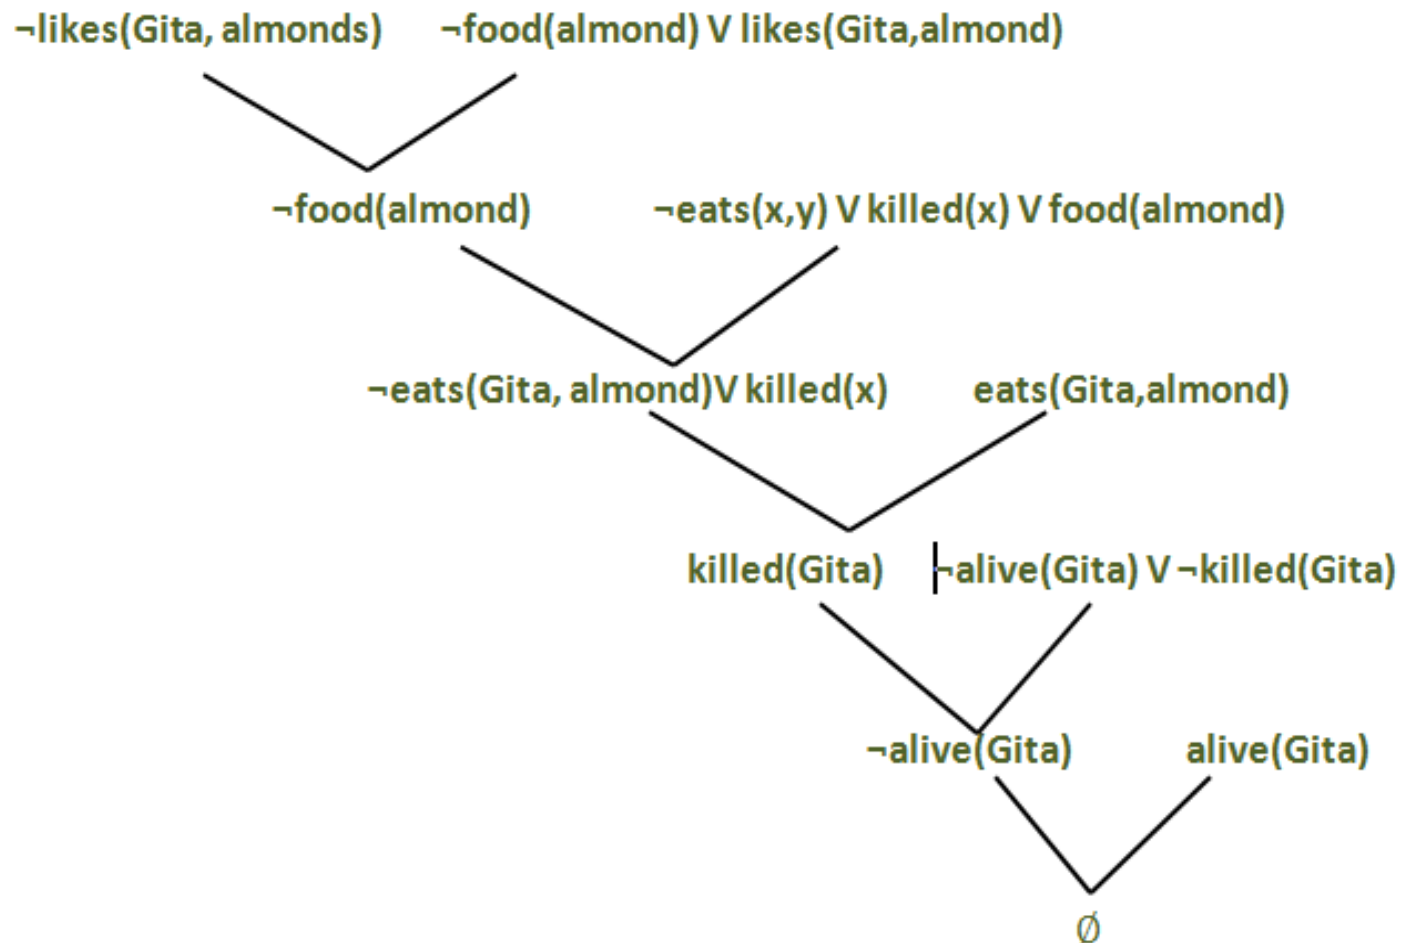 ¬likes(Gita, almonds) ¬food(almond) V likes(Gita,almond)
¬food(almond) ¬eats(x,y) V killed(x) V food(almond)
¬eats(Gita, almond)V killed(x) eats(Gita,almond)
killed(Gita) ¬alive(Gita) V ¬killed(Gita)
¬alive(Gita) alive(Gita)
∅